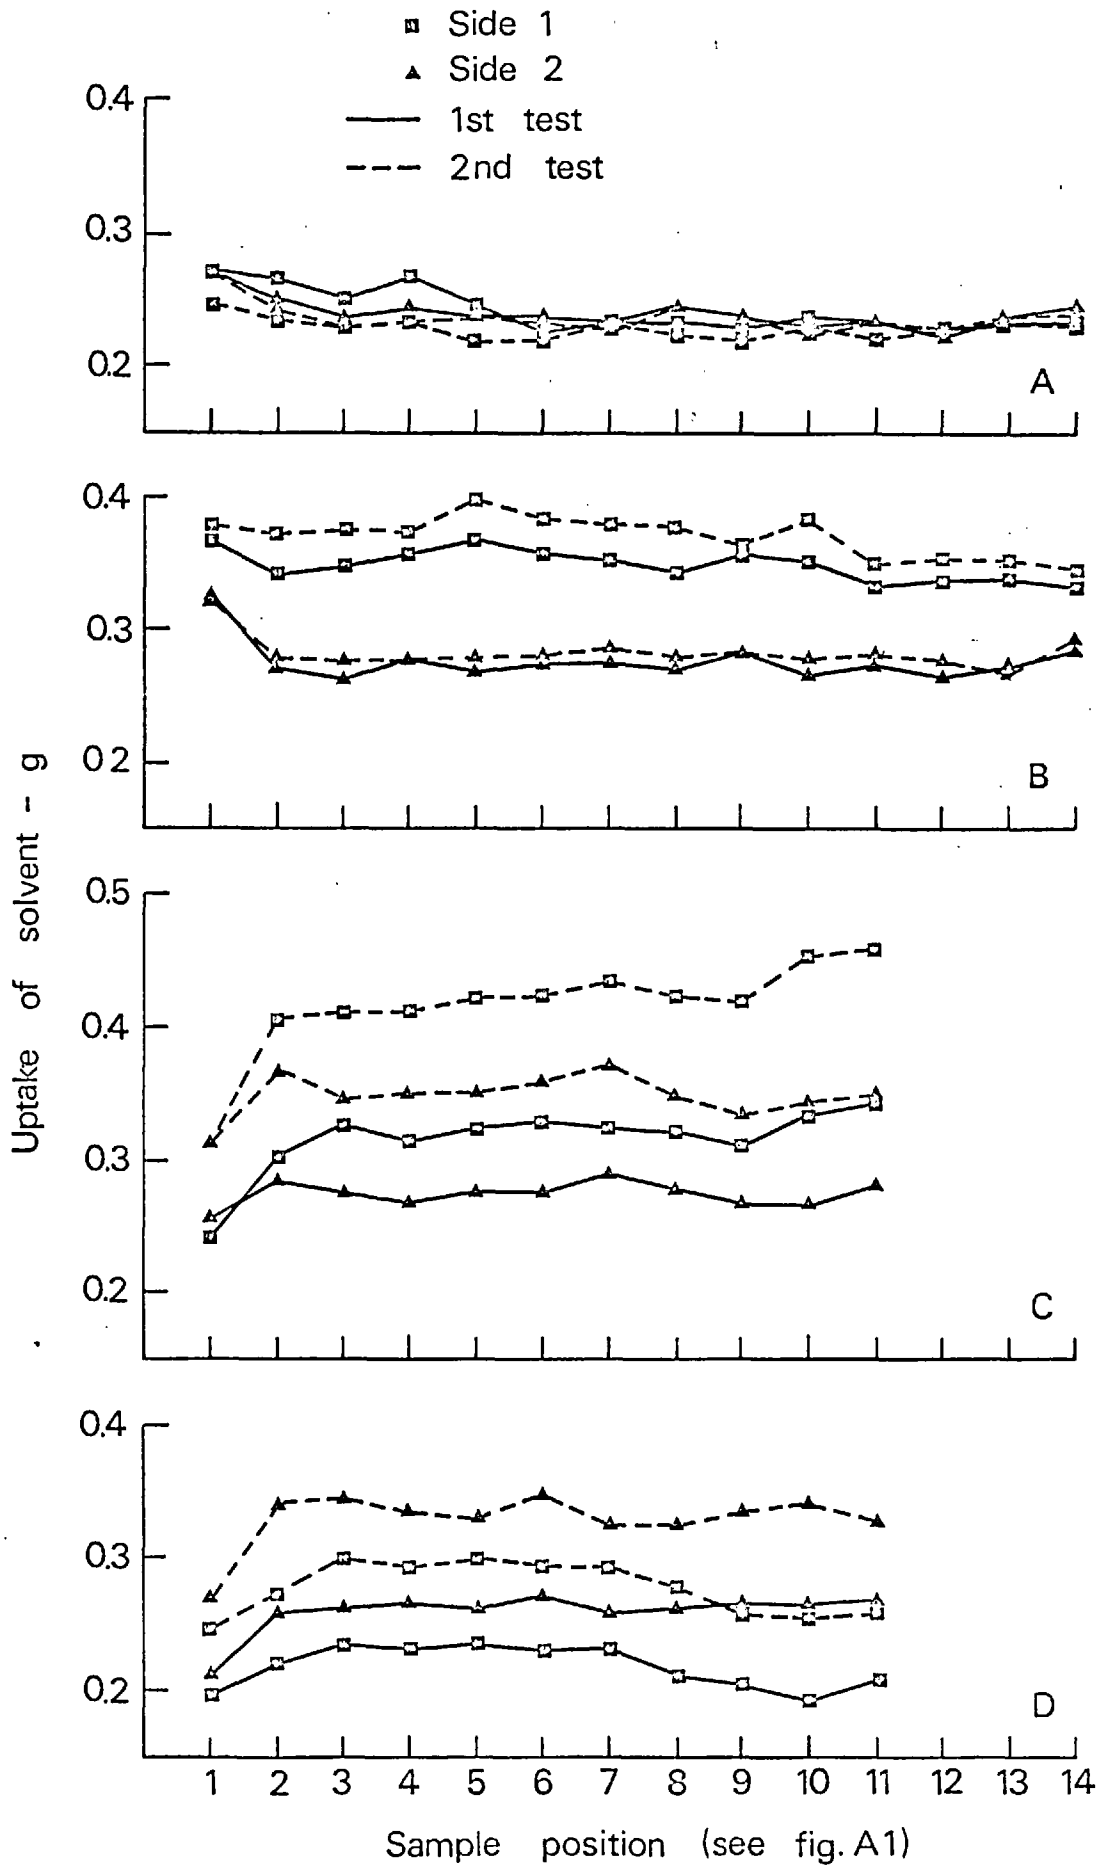 Side 1
Side 2
1st test
2nd test
0.4
0.3
0.2
A
0.4
0.3
0.2
B
0.5
0.4
0.3
0.2
C
0.4
0.3
0.2
D
1 2 3 4 5 6 7 8 9 10 11 12 13 14
Uptake of solvent - g
Sample position (see fig. A1)